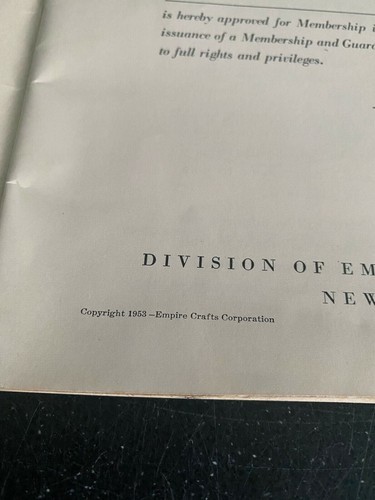 is hereby approved for Membership
issuance of a Membership and
to full rights and privileges.
DIVISION OF EM
NEW
Copyright 1953 – Empire Crafts Corporation